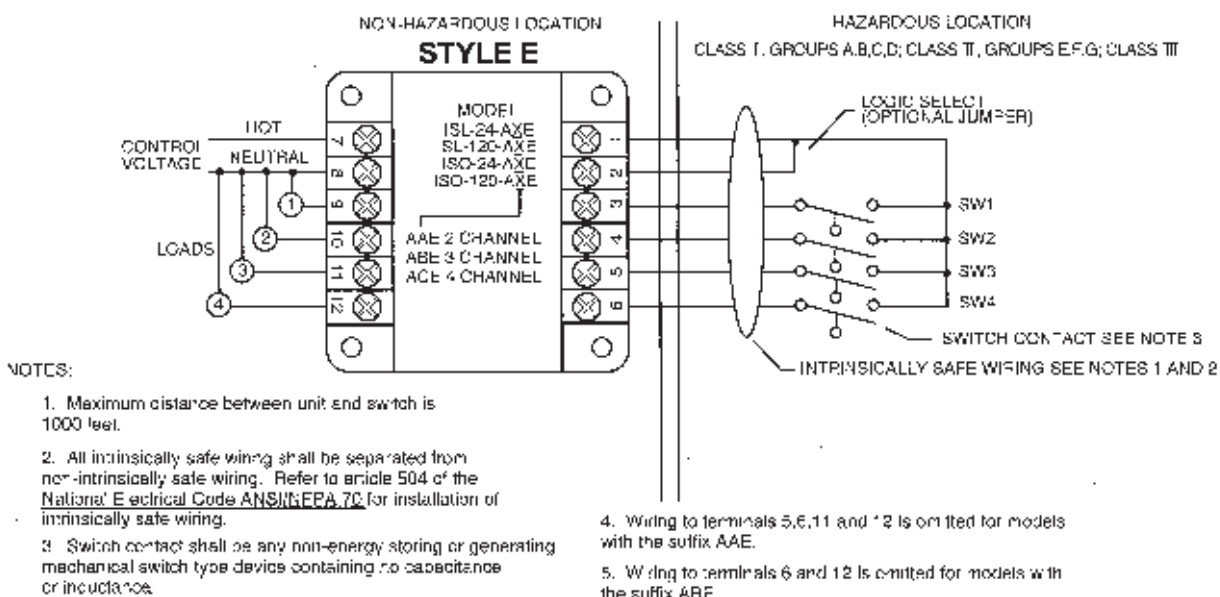 NON-HAZARDOUS LOCATION
STYLE E
HAZARDOUS LOCATION
CLASS I, GROUPS A,B,C,D; CLASS II, GROUPS E,F,G; CLASS III
MODEL
ISL-24-AXE
SL-120-AXE
ISO-24-AXE
ISO-120-AXE
AAE 2 CHANNEL
ABE 3 CHANNEL
ACE 4 CHANNEL
CONTROL
VOLTAGE
HOT
NEUTRAL
LOADS
1
2
3
4
7
8
9
10
11
12
1
2
3
4
5
6
LOGIC SELECT
(OPTIONAL JUMPER)
SW1
SW2
SW3
SW4
SWITCH CONTACT SEE NOTE 3
INTRINSICALLY SAFE WIRING SEE NOTES 1 AND 2
NOTES:
1. Maximum distance between unit and switch is
1000 feet.
2. All intrinsically safe wiring shall be separated from
non-intrinsically safe wiring. Refer to article 504 of the
National Electrical Code ANSI/NFPA 70 for installation of
intrinsically safe wiring.
3. Switch contact shall be any non-energy storing or generating
mechanical switch type device containing no capacitance
or inductance.
4. Wiring to terminals 5,6,11 and 12 is omitted for models
with the suffix AAE.
5. Wiring to terminals 6 and 12 is omitted for models with
the suffix ABE